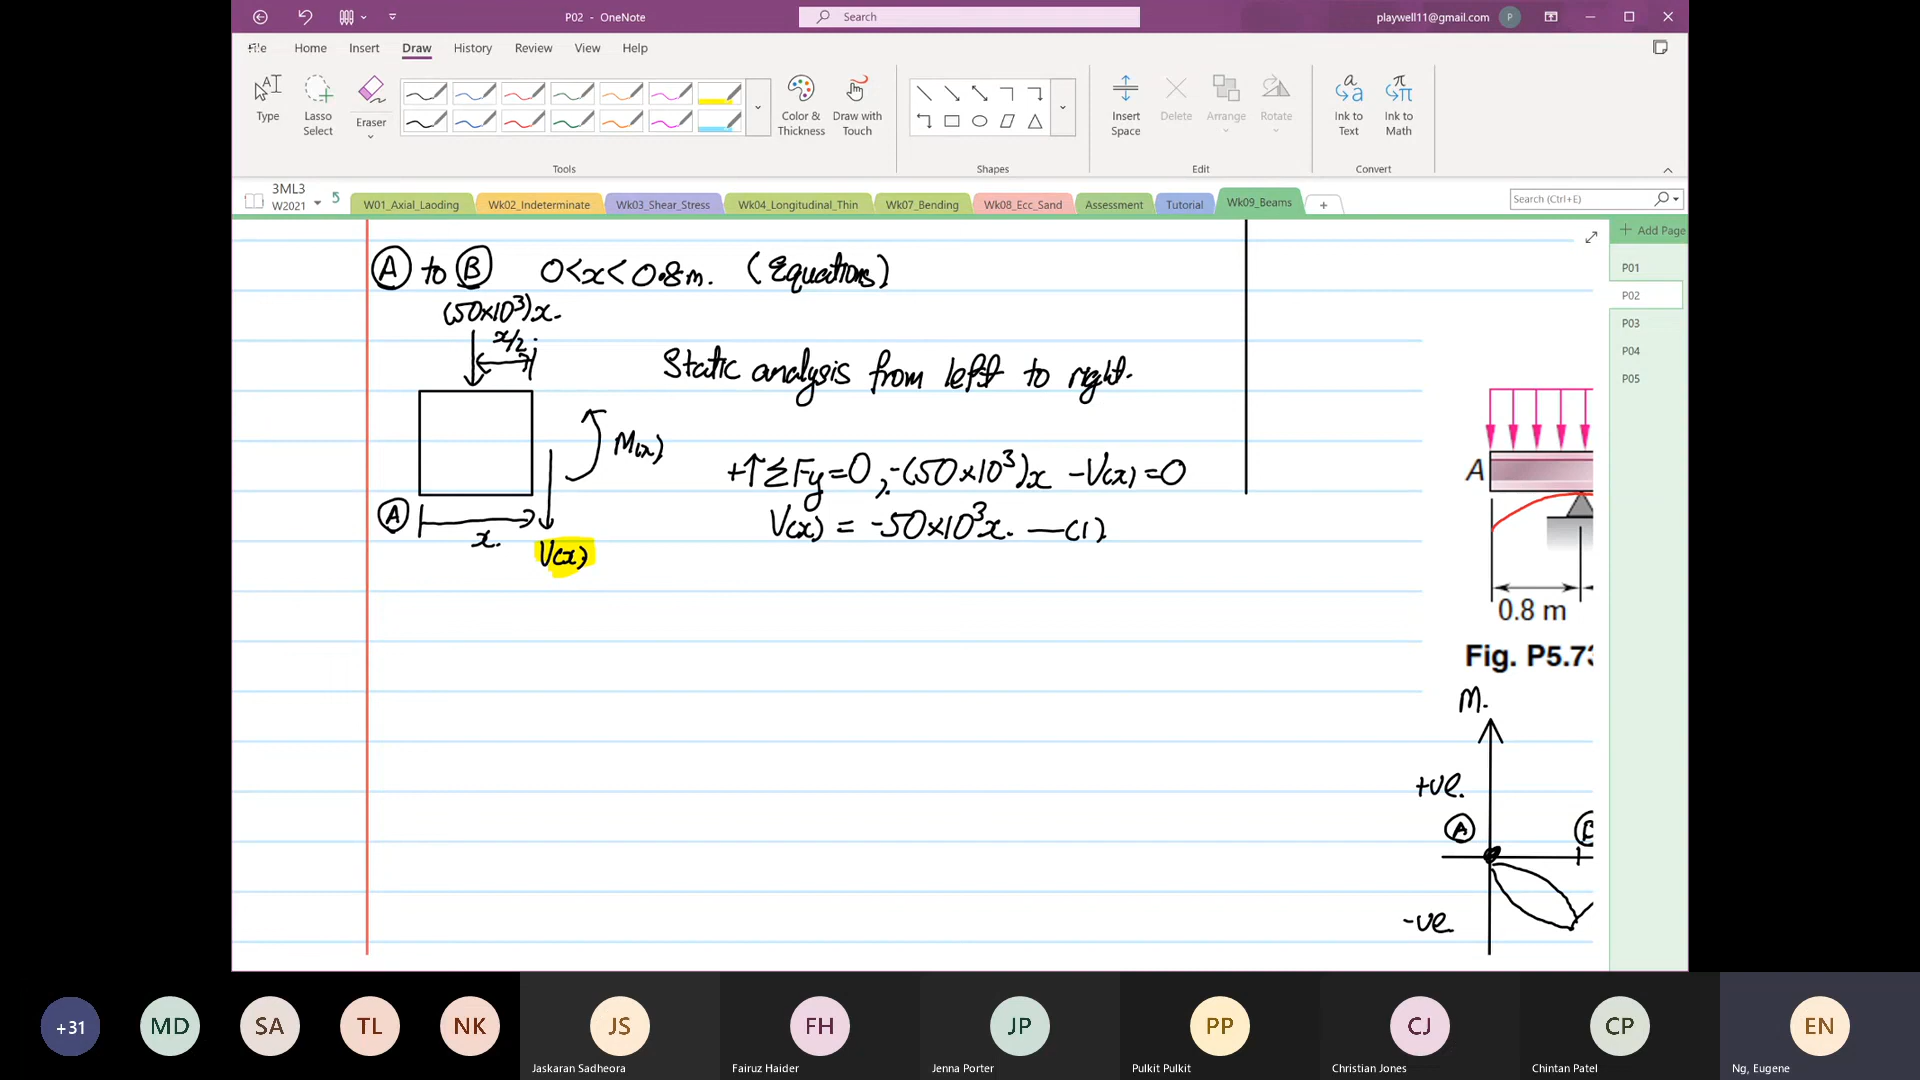 P02 - OneNote
Search
playwell11@gmail.com
P
File Home Insert Draw History Review View Help
Type
Lasso Select
Eraser
Color & Thickness
Draw with Touch
Insert Space
Delete
Arrange
Rotate
Ink to Text
Ink to Math
Tools
Shapes
Edit
Convert
3ML3
W2021
W01_Axial_Laoding
Wk02_Indeterminate
Wk03_Shear_Stress
Wk04_Longitudinal_Thin
Wk07_Bending
Wk08_Ecc_Sand
Assessment
Tutorial
Wk09_Beams
Search (Ctrl+E)
Add Page
P01
P02
P03
P04
P05
A to B 0<x<0.8m. (Equations)
(50×10³)x.
x/2
Static analysis from left to right.
M(x)
+↑ΣFy=0, -(50×10³)x -V(x)=0
V(x) = -50×10³x. —(1)
A
x.
V(x)
A
0.8 m
Fig. P5.73
M.
+ve.
A
B
-ve
+31
MD
SA
TL
NK
JS
Jaskaran Sadheora
FH
Fairuz Haider
JP
Jenna Porter
PP
Pulkit Pulkit
CJ
Christian Jones
CP
Chintan Patel
EN
Ng, Eugene